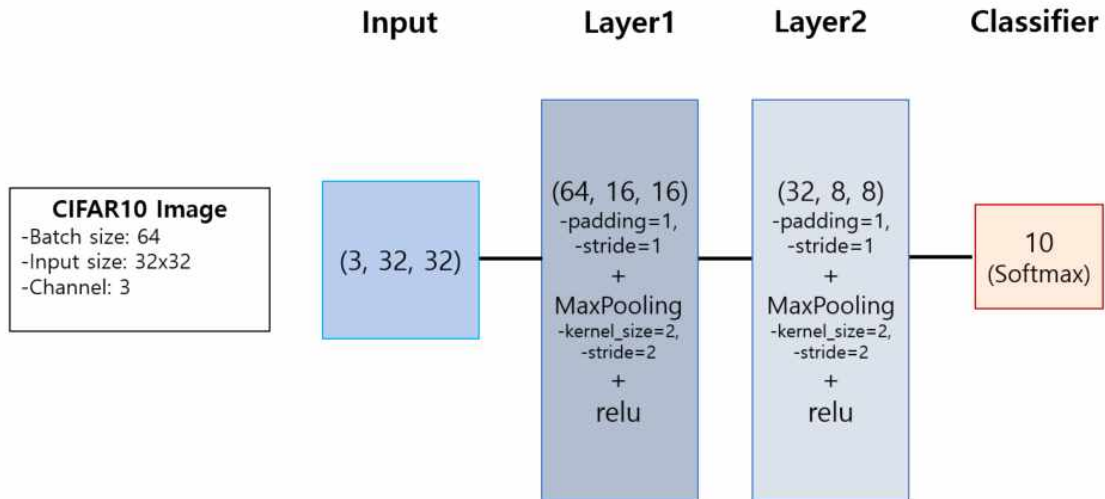 Input
Layer1
Layer2
Classifier
CIFAR10 Image
-Batch size: 64
-Input size: 32x32
-Channel: 3
(3, 32, 32)
(64, 16, 16)
-padding=1,
-stride=1
+
MaxPooling
-kernel_size=2,
-stride=2
+
relu
(32, 8, 8)
-padding=1,
-stride=1
+
MaxPooling
-kernel_size=2,
-stride=2
+
relu
10
(Softmax)